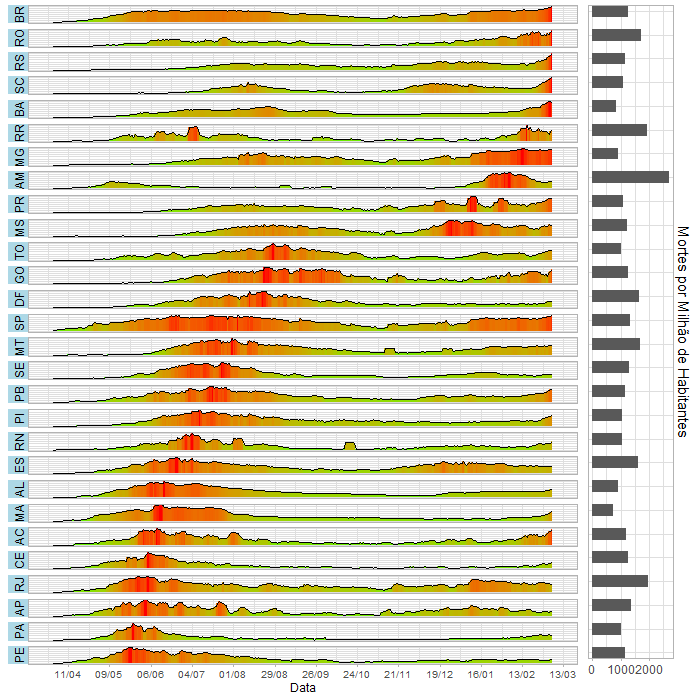 BR
RO
RS
SC
BA
RR
MG
AM
PR
MS
TO
GO
DF
SP
MT
SE
PB
PI
RN
ES
AL
MA
AC
CE
RJ
AP
PA
PE
11/04 09/05 06/06 04/07 01/08 29/08 26/09 24/10 21/11 19/12 16/01 13/02 13/03
Data
0 1000 2000
Mortes por Milhão de Habitantes